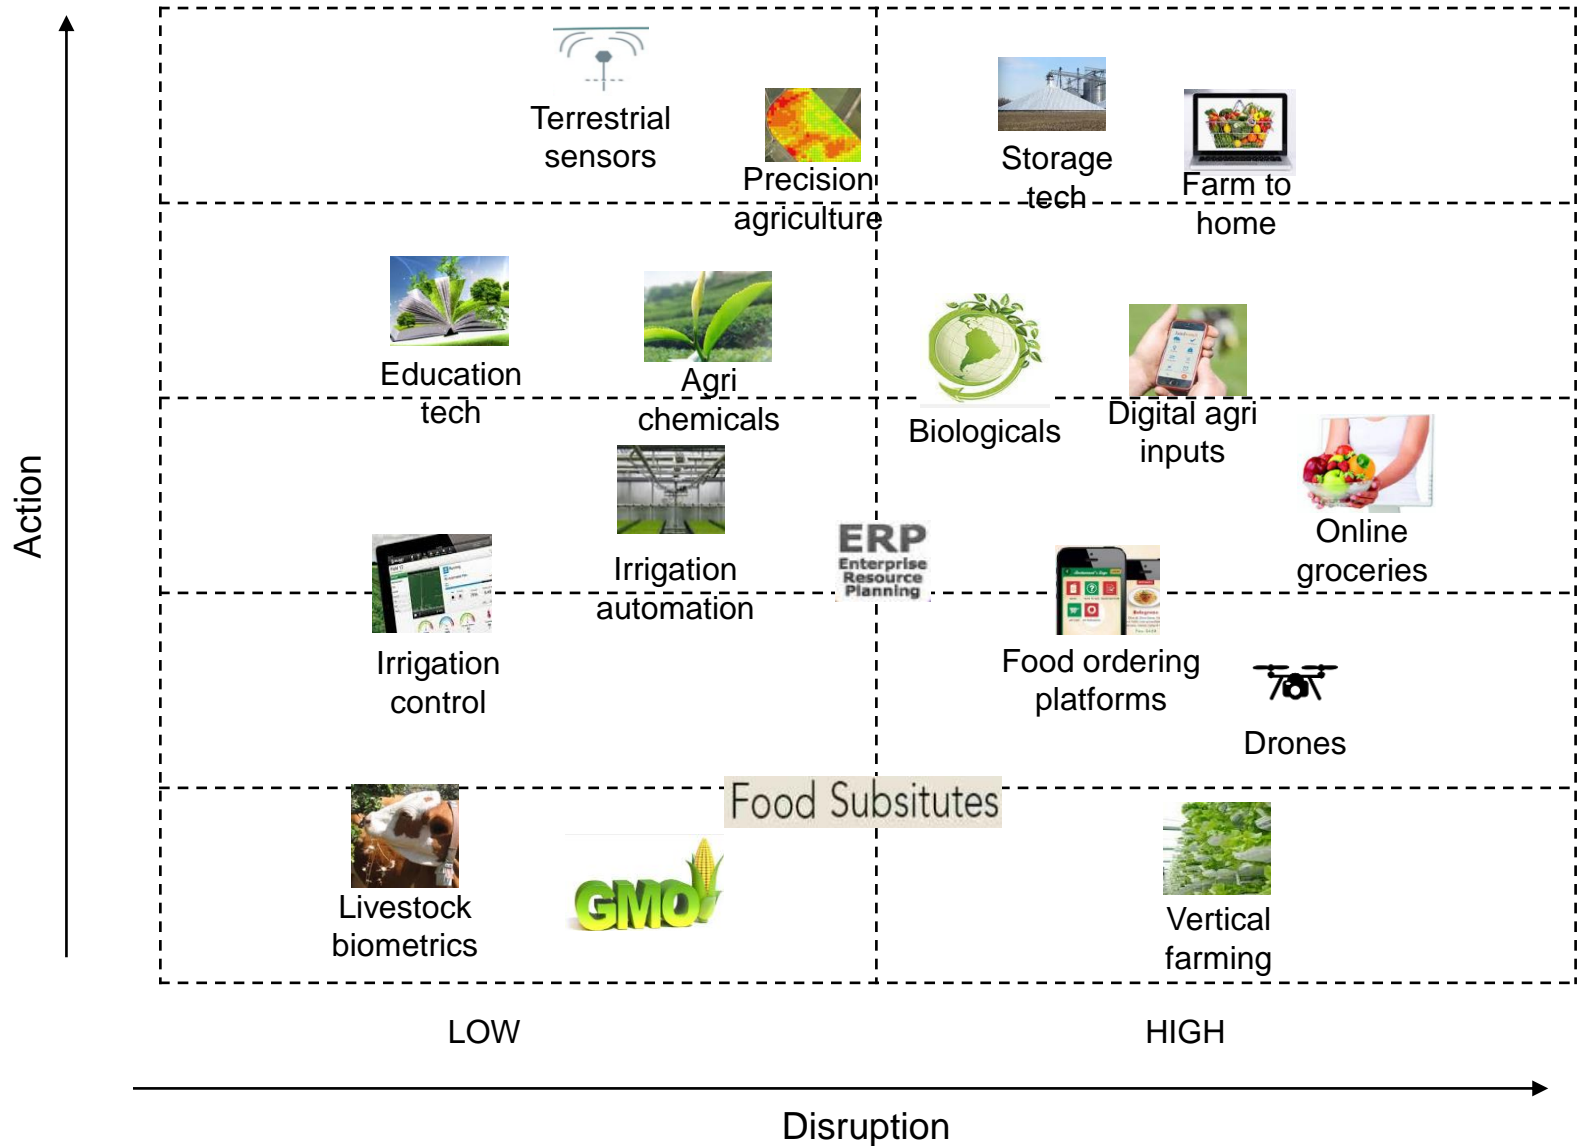 Terrestrial
sensors
Precision
agriculture
Storage
tech
Farm to
home
Education
tech
Agri
chemicals
Biologicals
Digital agri
inputs
Online
groceries
Irrigation
automation
ERP
Enterprise
Resource
Planning
Irrigation
control
Food ordering
platforms
Drones
Food Subsitutes
Livestock
biometrics
GMO
Vertical
farming
Action
LOW
HIGH
Disruption